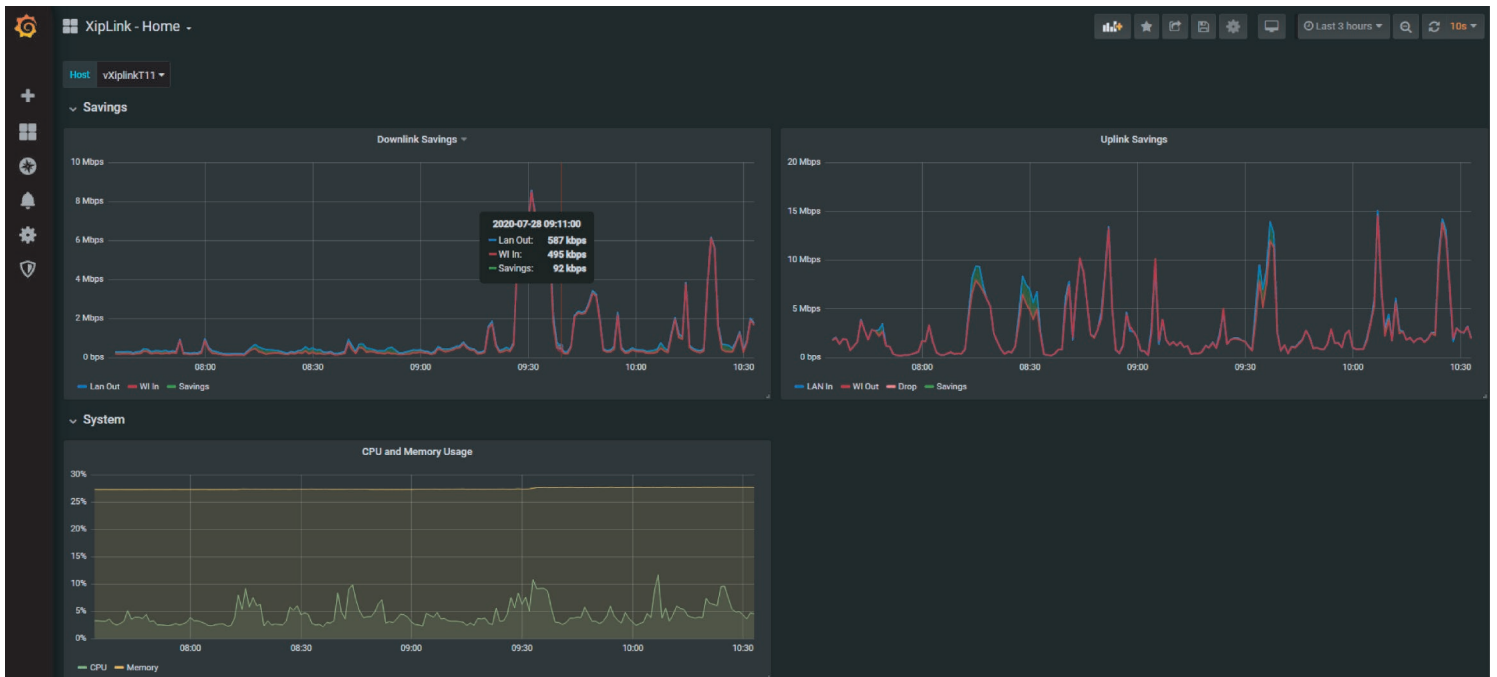 XipLink - Home
Last 3 hours
10s
Host vXiplinkT11
Savings
Downlink Savings
10 Mbps
8 Mbps
6 Mbps
4 Mbps
2 Mbps
0 bps
08:00 08:30 09:00 09:30 10:00 10:30
2020-07-28 09:11:00
Lan Out: 587 kbps
WI In: 495 kbps
Savings: 92 kbps
Lan Out WI In Savings
Uplink Savings
20 Mbps
15 Mbps
10 Mbps
5 Mbps
0 bps
08:00 08:30 09:00 09:30 10:00 10:30
LAN In WI Out Drop Savings
System
CPU and Memory Usage
30%
25%
20%
15%
10%
5%
0%
08:00 08:30 09:00 09:30 10:00 10:30
CPU Memory